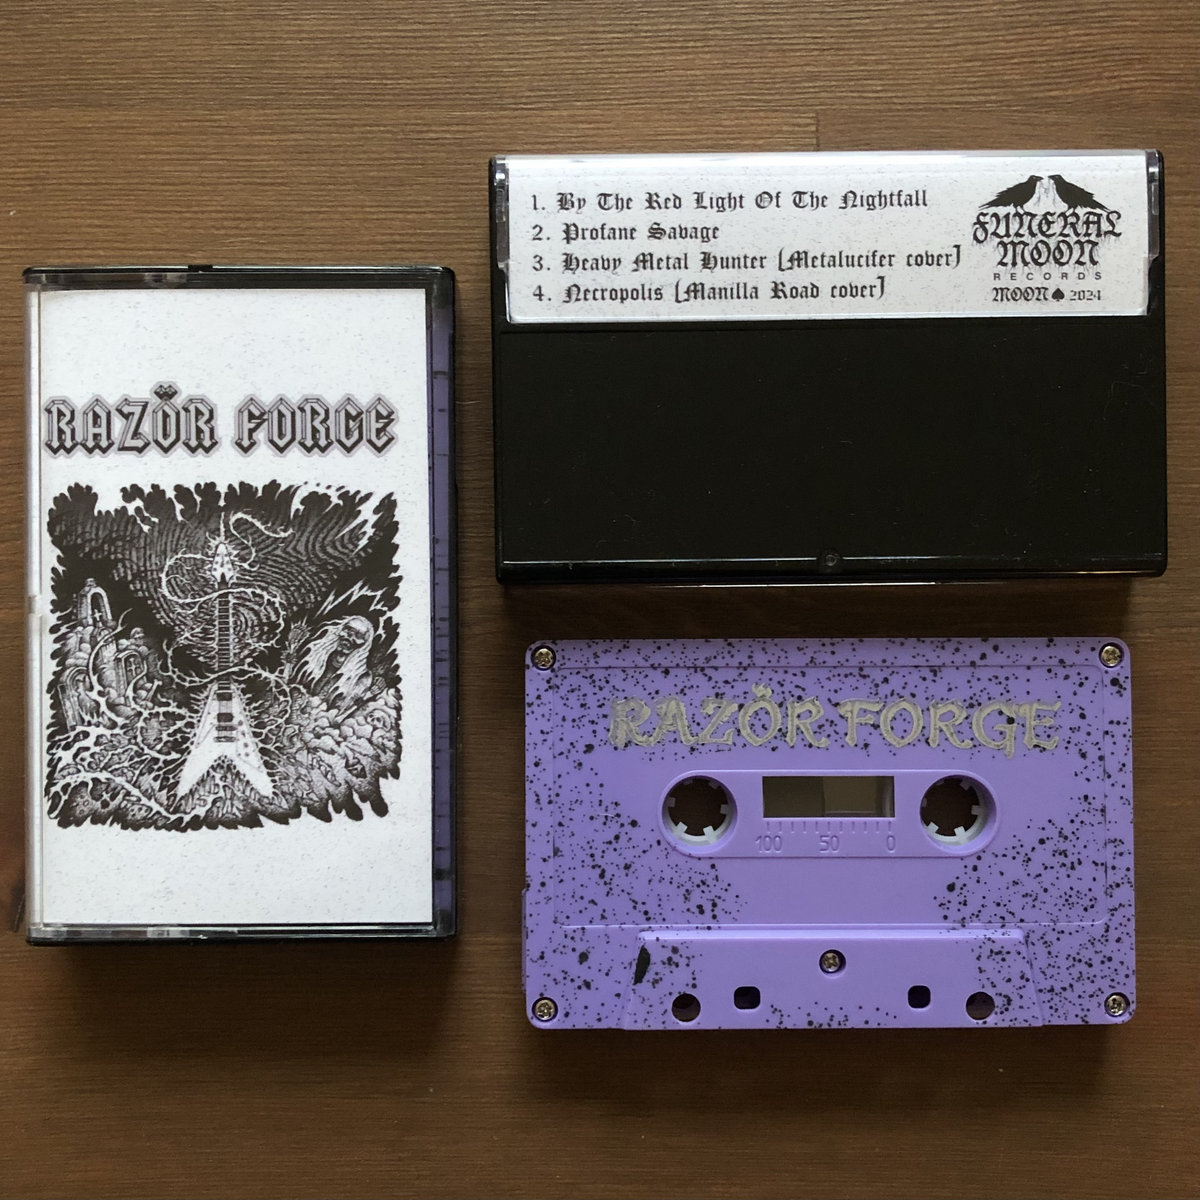 RAZÖR FORGE
1. By The Red Light Of The Nightfall
2. Profane Savage
3. Heavy Metal Hunter [Metalucifer cover]
4. Necropolis [Manilla Road cover]
FUNERAL
MOON
RECORDS
MOON♠2024
RAZÖR FORGE
100 50 0